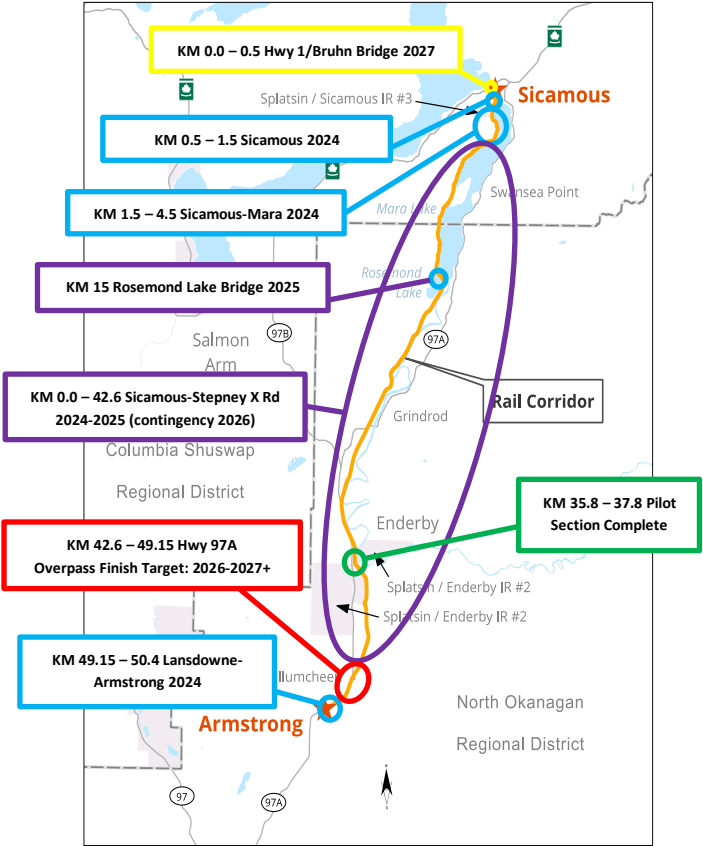 KM 0.0 – 0.5 Hwy 1/Bruhn Bridge 2027
Splatsin / Sicamous IR #3
Sicamous
KM 0.5 – 1.5 Sicamous 2024
Swansea Point
KM 1.5 – 4.5 Sicamous-Mara 2024
Mara Lake
KM 15 Rosemond Lake Bridge 2025
Rosemond
Lake
97B
97A
Salmon
Arm
KM 0.0 – 42.6 Sicamous-Stepney X Rd
2024-2025 (contingency 2026)
Rail Corridor
Grindrod
Columbia Shuswap
Regional District
KM 35.8 – 37.8 Pilot
Section Complete
Enderby
KM 42.6 – 49.15 Hwy 97A
Overpass Finish Target: 2026-2027+
Splatsin / Enderby IR #2
Splatsin / Enderby IR #2
KM 49.15 – 50.4 Lansdowne-
Armstrong 2024
llumchee
Armstrong
North Okanagan
Regional District
97
97A